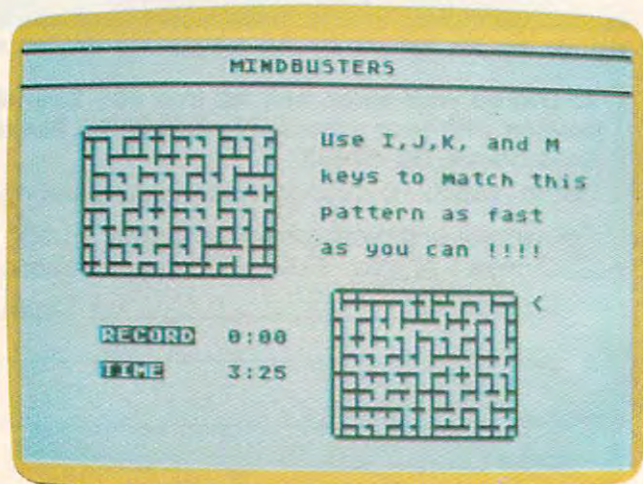 MINDBUSTERS
Use I,J,K, and M
keys to match this
pattern as fast
as you can !!!!
<
RECORD 0:00
TIME 3:25